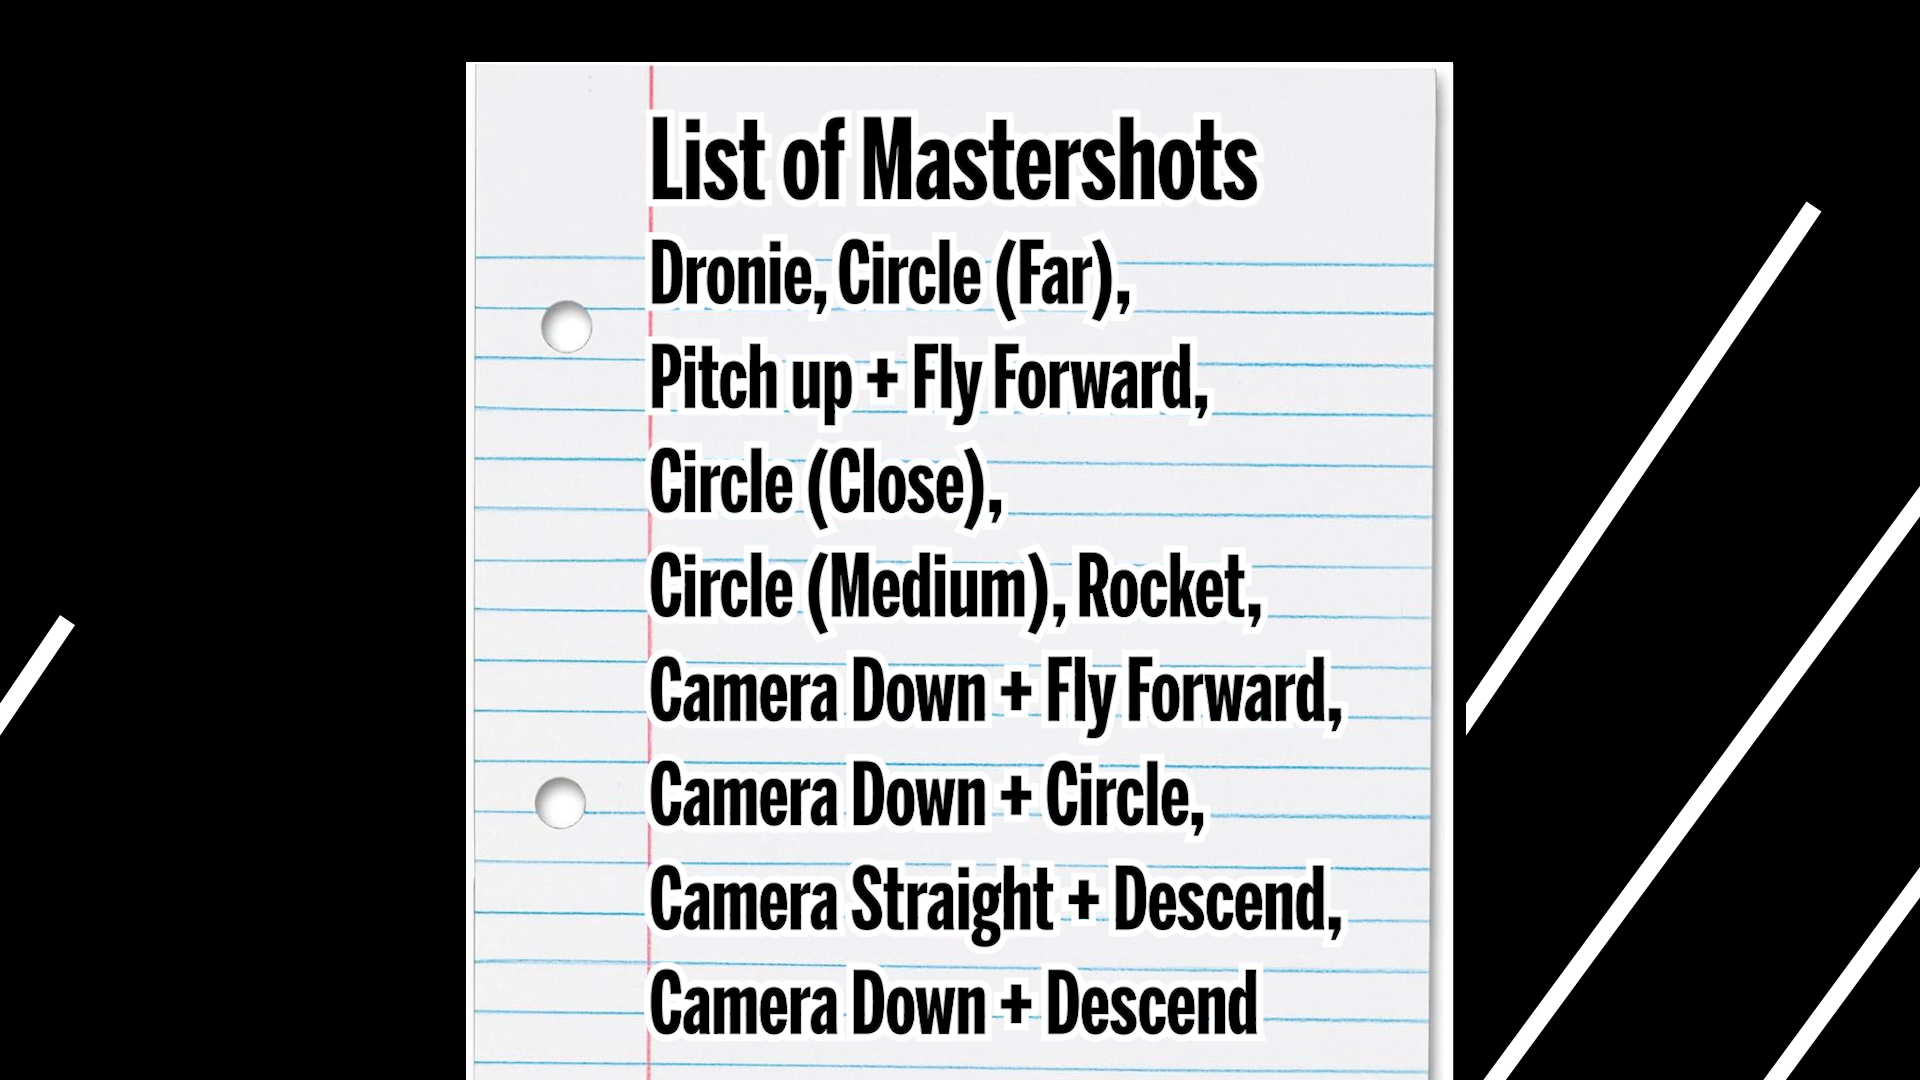 List of Mastershots
Dronie, Circle (Far),
Pitch up + Fly Forward,
Circle (Close),
Circle (Medium), Rocket,
Camera Down + Fly Forward,
Camera Down + Circle,
Camera Straight + Descend,
Camera Down + Descend